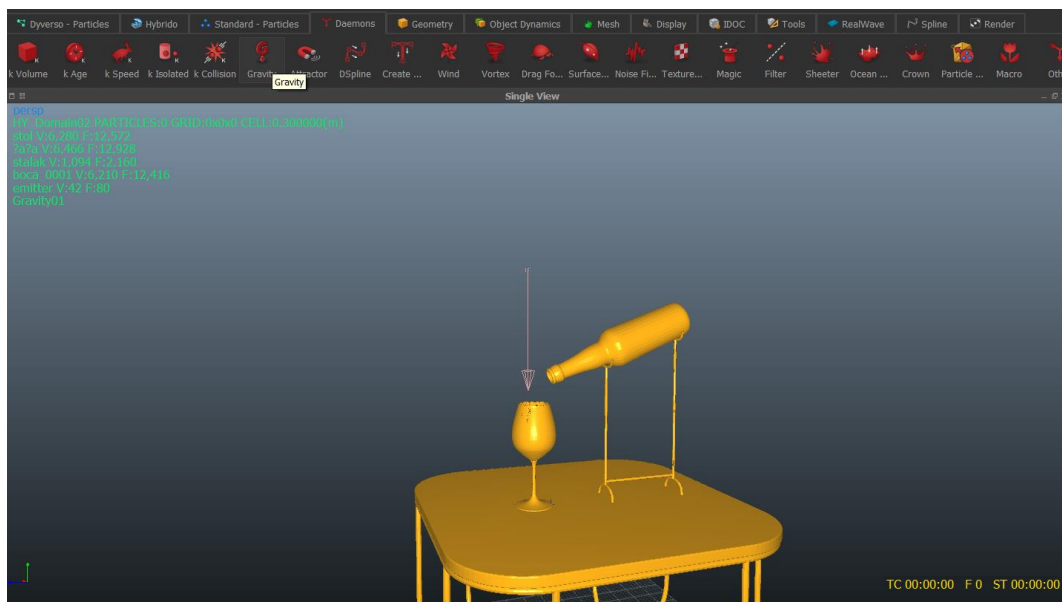 Dyverso - Particles Hybrido Standard - Particles Daemons Geometry Object Dynamics Mesh Display IDOC Tools RealWave Spline Render
k Volume k Age k Speed k Isolated k Collision Gravity Attractor DSpline Create ... Wind Vortex Drag Fo... Surface... Noise Fi... Texture... Magic Filter Sheeter Ocean ... Crown Particle ... Macro Oth
Gravity
Single View
persp
HY_Domain02 PARTICLES:0 GRID:0x0x0 CELL:0.300000(m)
stol V:6,280 F:12,572
?a?a V:6,466 F:12,928
stalak V:1,094 F:2,160
boca_0001 V:6,210 F:12,416
emitter V:42 F:80
Gravity01
TC 00:00:00 F 0 ST 00:00:00